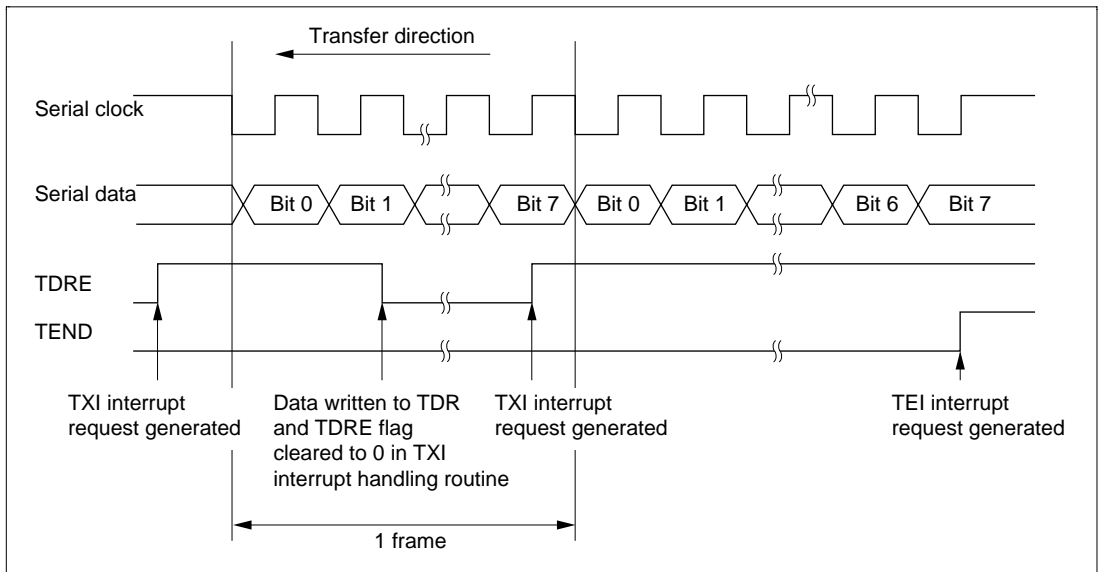 Transfer direction
Serial clock
Serial data
Bit 0
Bit 1
Bit 7
Bit 0
Bit 1
Bit 6
Bit 7
TDRE
TEND
TXI interrupt
request generated
Data written to TDR
and TDRE flag
cleared to 0 in TXI
interrupt handling routine
TXI interrupt
request generated
TEI interrupt
request generated
1 frame